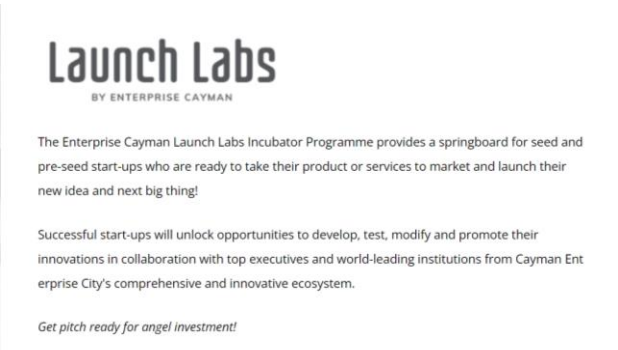 Launch Labs
BY ENTERPRISE CAYMAN
The Enterprise Cayman Launch Labs Incubator Programme provides a springboard for seed and
pre-seed start-ups who are ready to take their product or services to market and launch their
new idea and next big thing!
Successful start-ups will unlock opportunities to develop, test, modify and promote their
innovations in collaboration with top executives and world-leading institutions from Cayman Ent
erprise City's comprehensive and innovative ecosystem.
Get pitch ready for angel investment!